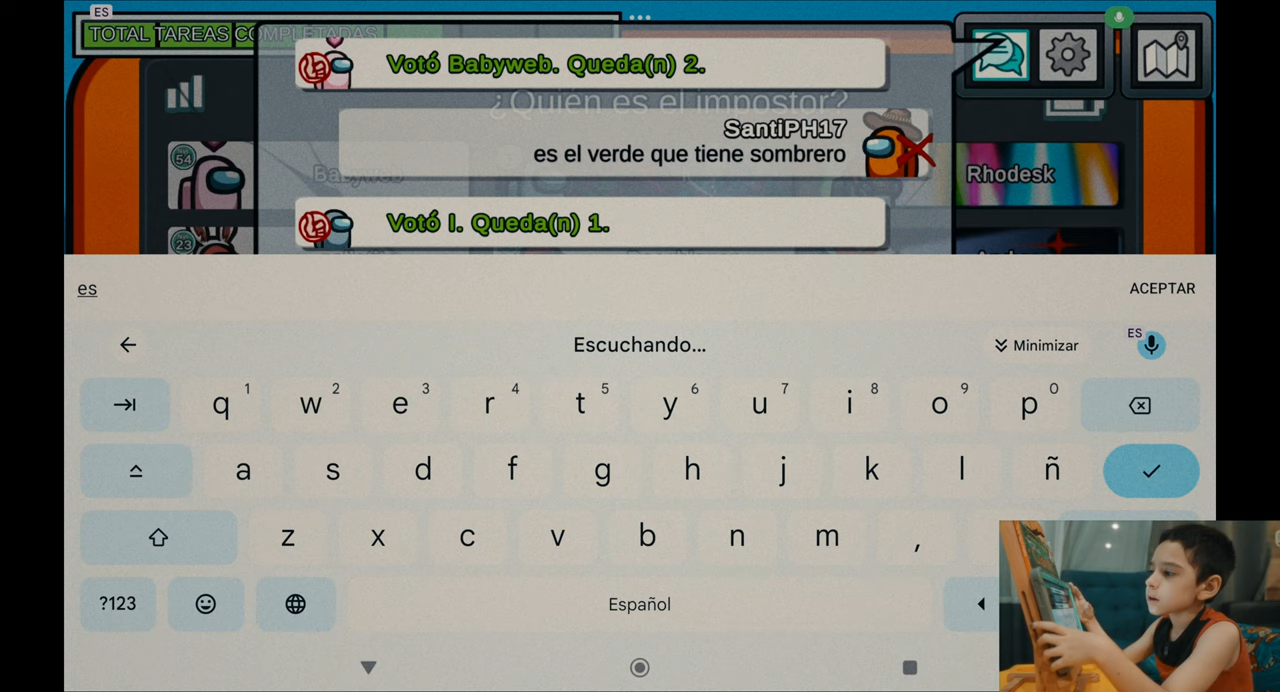 ES
TOTAL TAREAS COMPLETADAS
Votó Babyweb. Queda(n) 2.
¿Quién es el impostor?
SantiPH17
es el verde que tiene sombrero
54
Babyweb
Rhodesk
Votó I. Queda(n) 1.
23
es
ACEPTAR
Escuchando...
Minimizar
ES
q 1 w 2 e 3 r 4 t 5 y 6 u 7 i 8 o 9 p 0
a s d f g h j k l ñ
z x c v b n m ,
?123
Español